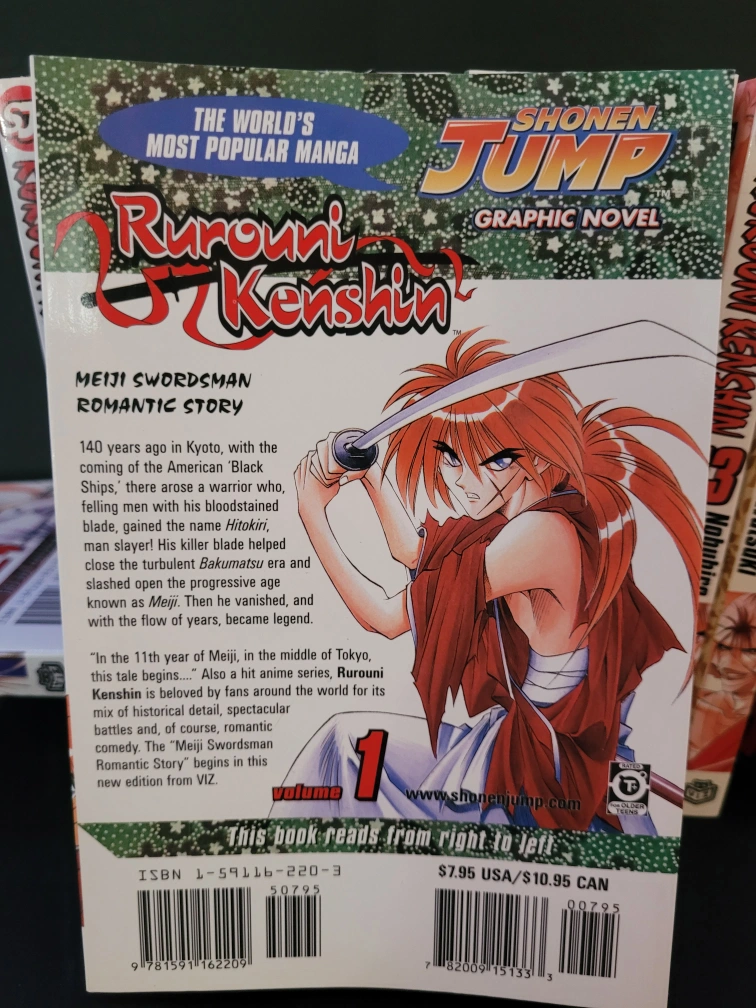 THE WORLD'S
MOST POPULAR MANGA
SHONEN
JUMP
TM
GRAPHIC NOVEL
Rurouni
Kenshin
TM
MEIJI SWORDSMAN
ROMANTIC STORY
140 years ago in Kyoto, with the
coming of the American 'Black
Ships,' there arose a warrior who,
felling men with his bloodstained
blade, gained the name Hitokiri,
man slayer! His killer blade helped
close the turbulent Bakumatsu era and
slashed open the progressive age
known as Meiji. Then he vanished, and
with the flow of years, became legend.
"In the 11th year of Meiji, in the middle of Tokyo,
this tale begins...." Also a hit anime series, Rurouni
Kenshin is beloved by fans around the world for its
mix of historical detail, spectacular
battles and, of course, romantic
comedy. The "Meiji Swordsman
Romantic Story" begins in this
new edition from VIZ.
volume 1
www.shonenjump.com
RATED
T+
FOR OLDER
TEENS
This book reads from right to left
ISBN 1-59116-220-3
50795
9 781591 162209
$7.95 USA/$10.95 CAN
00795
7 82009 15133 3
KENSHIN 3